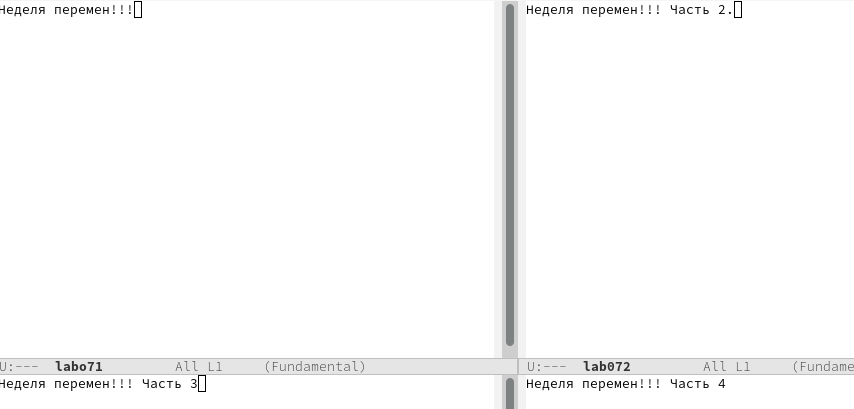 Неделя перемен!!!
Неделя перемен!!! Часть 2.
U:---  labo71  All L1  (Fundamental)
U:---  lab072  All L1  (Fundame
Неделя перемен!!! Часть 3
Неделя перемен!!! Часть 4